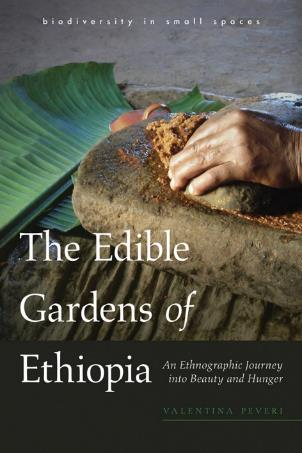 biodiversity in small spaces
The Edible
Gardens of
Ethiopia
An Ethnographic Journey
into Beauty and Hunger
VALENTINA PEVERI